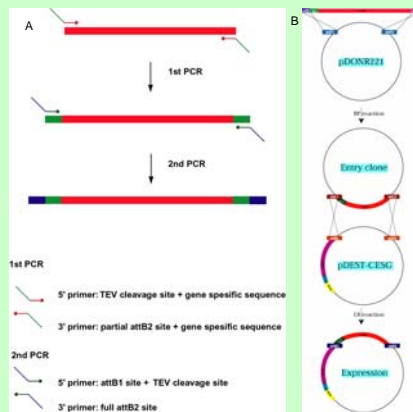 A
1st PCR
2nd PCR
1st PCR
5' primer: TEV cleavage site + gene spesific sequence
3' primer: partial attB2 site + gene spesific sequence
2nd PCR
5' primer: attB1 site + TEV cleavage site
3' primer: full attB2 site
B
pDONR221
BP reaction
Entry clone
pDEST-CESG
LR reaction
Expression